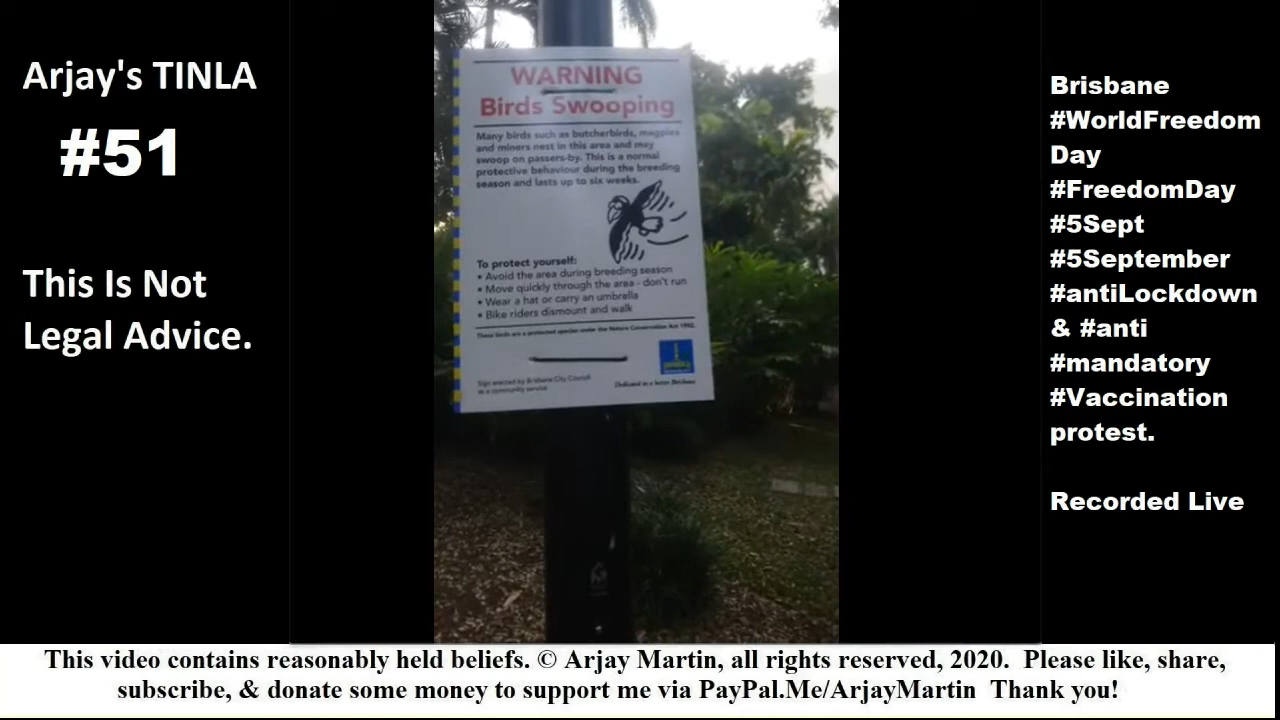 Arjay's TINLA
#51
This Is Not
Legal Advice.
WARNING
Birds Swooping
Many birds such as butcherbirds, magpies
and miners nest in this area and may
swoop on passers-by. This is a normal
protective behaviour during the breeding
season and lasts up to six weeks.
To protect yourself:
• Avoid the area during breeding season
• Move quickly through the area - don't run
• Wear a hat or carry an umbrella
• Bike riders dismount and walk
These birds are a protected species under the Nature Conservation Act 1992.
Sign erected by Brisbane City Council
as a community service
Dedicated to a better Brisbane
Brisbane
#WorldFreedom
Day
#FreedomDay
#5Sept
#5September
#antiLockdown
& #anti
#mandatory
#Vaccination
protest.
Recorded Live
This video contains reasonably held beliefs. © Arjay Martin, all rights reserved, 2020. Please like, share,
subscribe, & donate some money to support me via PayPal.Me/ArjayMartin Thank you!